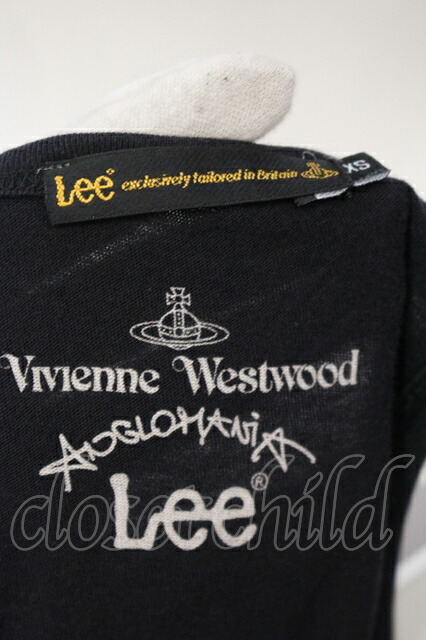 Lee® exclusively tailored in Britain
XS
Vivienne Westwood
ANGLOMANIA
Lee®
closet child